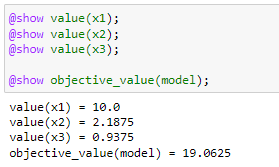 @show value(x1);
@show value(x2);
@show value(x3);
@show objective_value(model);
value(x1) = 10.0
value(x2) = 2.1875
value(x3) = 0.9375
objective_value(model) = 19.0625